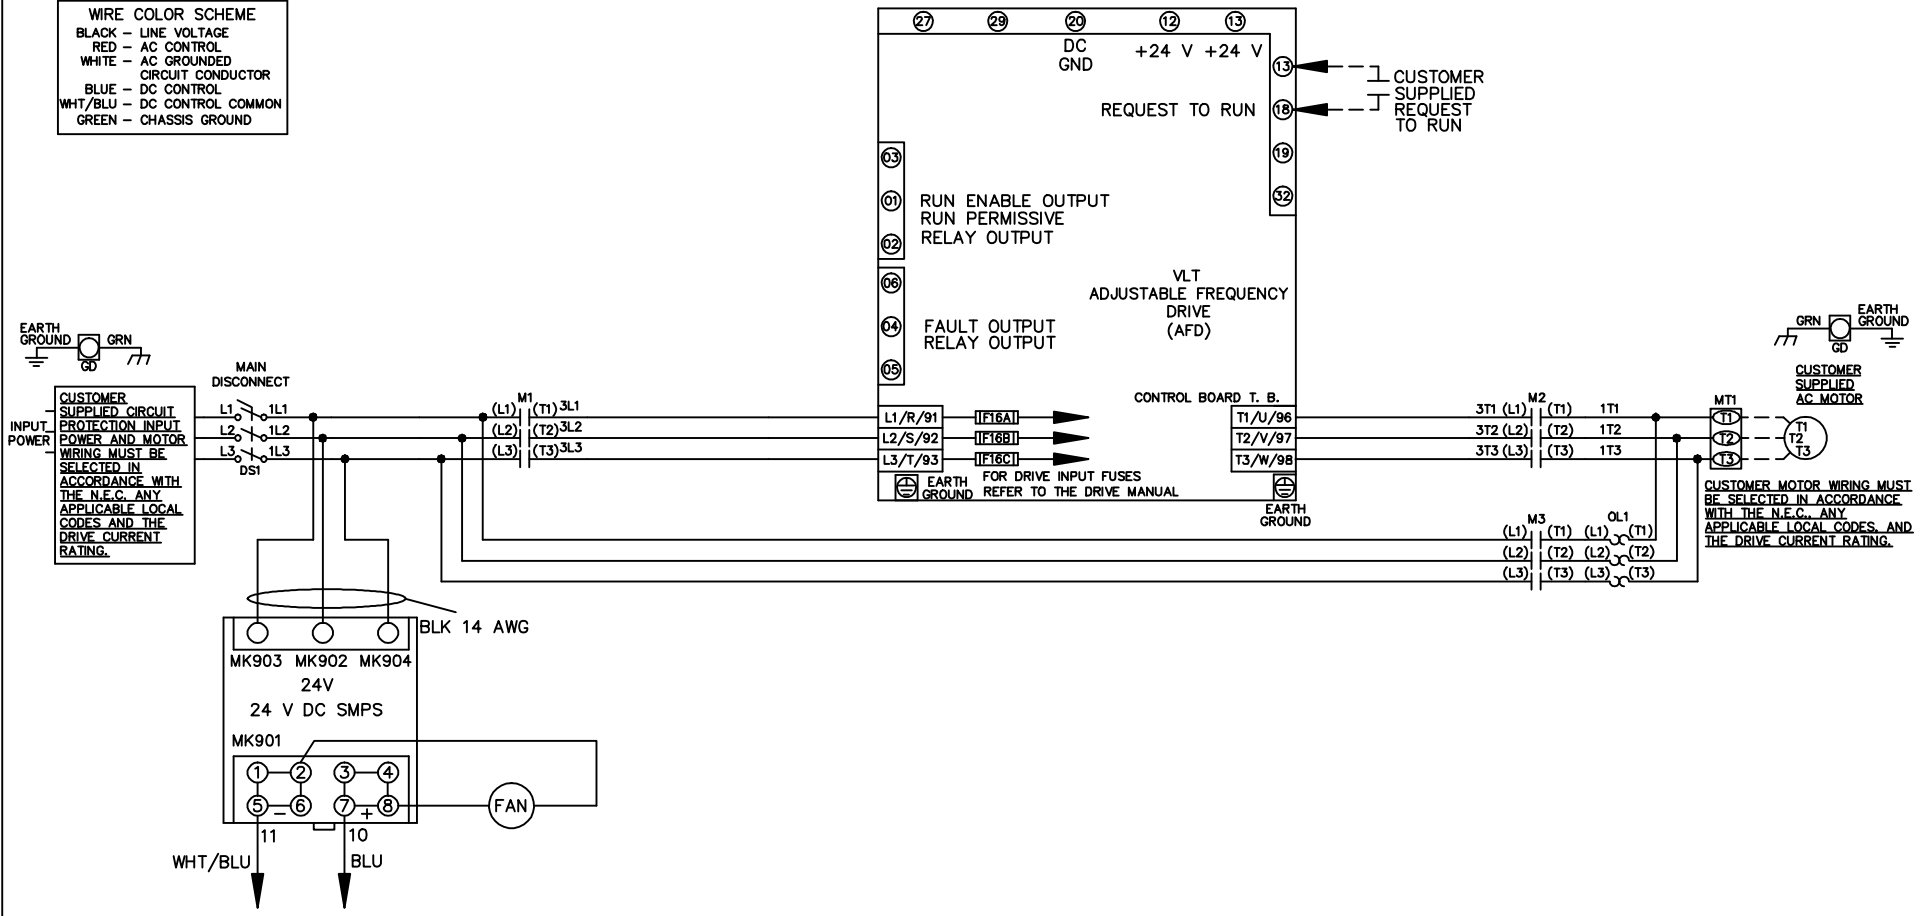 WIRE COLOR SCHEME
BLACK – LINE VOLTAGE
RED – AC CONTROL
WHITE – AC GROUNDED
CIRCUIT CONDUCTOR
BLUE – DC CONTROL
WHT/BLU – DC CONTROL COMMON
GREEN – CHASSIS GROUND
27 29 20 12 13
DC
GND
+24 V +24 V
13
18
19
32
REQUEST TO RUN
CUSTOMER
SUPPLIED
REQUEST
TO RUN
03
01
02
RUN ENABLE OUTPUT
RUN PERMISSIVE
RELAY OUTPUT
06
04
05
FAULT OUTPUT
RELAY OUTPUT
VLT
ADJUSTABLE FREQUENCY
DRIVE
(AFD)
CONTROL BOARD T. B.
L1/R/91 F16A
L2/S/92 F16B
L3/T/93 F16C
T1/U/96
T2/V/97
T3/W/98
EARTH
GROUND
FOR DRIVE INPUT FUSES
REFER TO THE DRIVE MANUAL
EARTH
GROUND
EARTH
GROUND
GRN
GD
INPUT
POWER
CUSTOMER
SUPPLIED CIRCUIT
PROTECTION INPUT
POWER AND MOTOR
WIRING MUST BE
SELECTED IN
ACCORDANCE WITH
THE N.E.C. ANY
APPLICABLE LOCAL
CODES AND THE
DRIVE CURRENT
RATING.
MAIN
DISCONNECT
L1 1L1
L2 1L2
L3 1L3
DS1
M1
(L1) (T1) 3L1
(L2) (T2) 3L2
(L3) (T3) 3L3
M2
3T1 (L1) (T1) 1T1
3T2 (L2) (T2) 1T2
3T3 (L3) (T3) 1T3
MT1
T1
T2
T3
T1
T2
T3
GRN
GD
EARTH
GROUND
CUSTOMER
SUPPLIED
AC MOTOR
CUSTOMER MOTOR WIRING MUST
BE SELECTED IN ACCORDANCE
WITH THE N.E.C., ANY
APPLICABLE LOCAL CODES, AND
THE DRIVE CURRENT RATING.
M3 OL1
(L1) (T1) (L1) (T1)
(L2) (T2) (L2) (T2)
(L3) (T3) (L3) (T3)
BLK 14 AWG
MK903 MK902 MK904
24V
24 V DC SMPS
MK901
1 2 3 4
5 – 6 7 + 8
FAN
11 10
WHT/BLU BLU